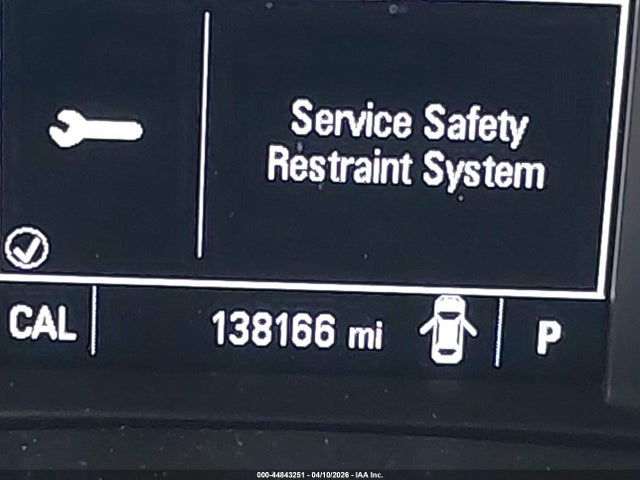 Service Safety
Restraint System
CAL
138166 mi
P
000-44843251 - 04/10/2026 - IAA Inc.